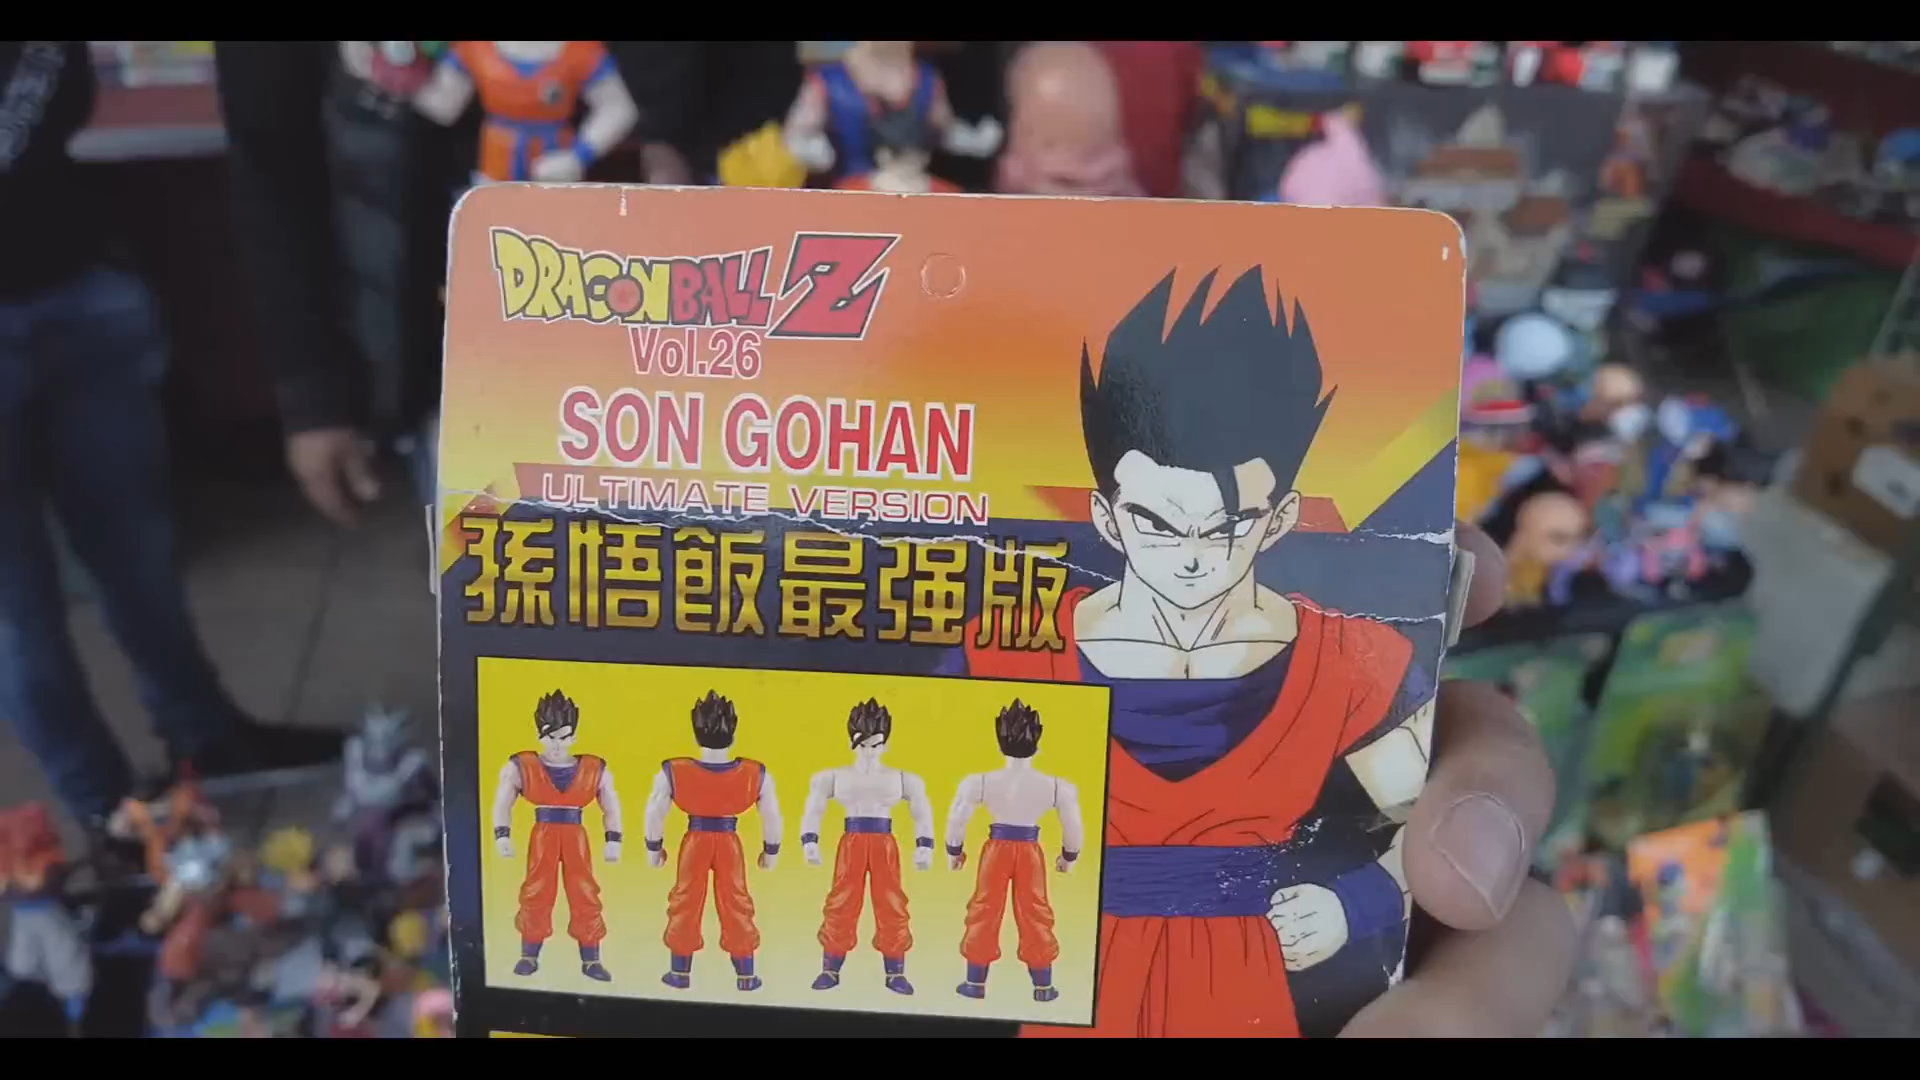 DRAGONBALL Z
Vol.26
SON GOHAN
ULTIMATE VERSION
孫悟飯最强版